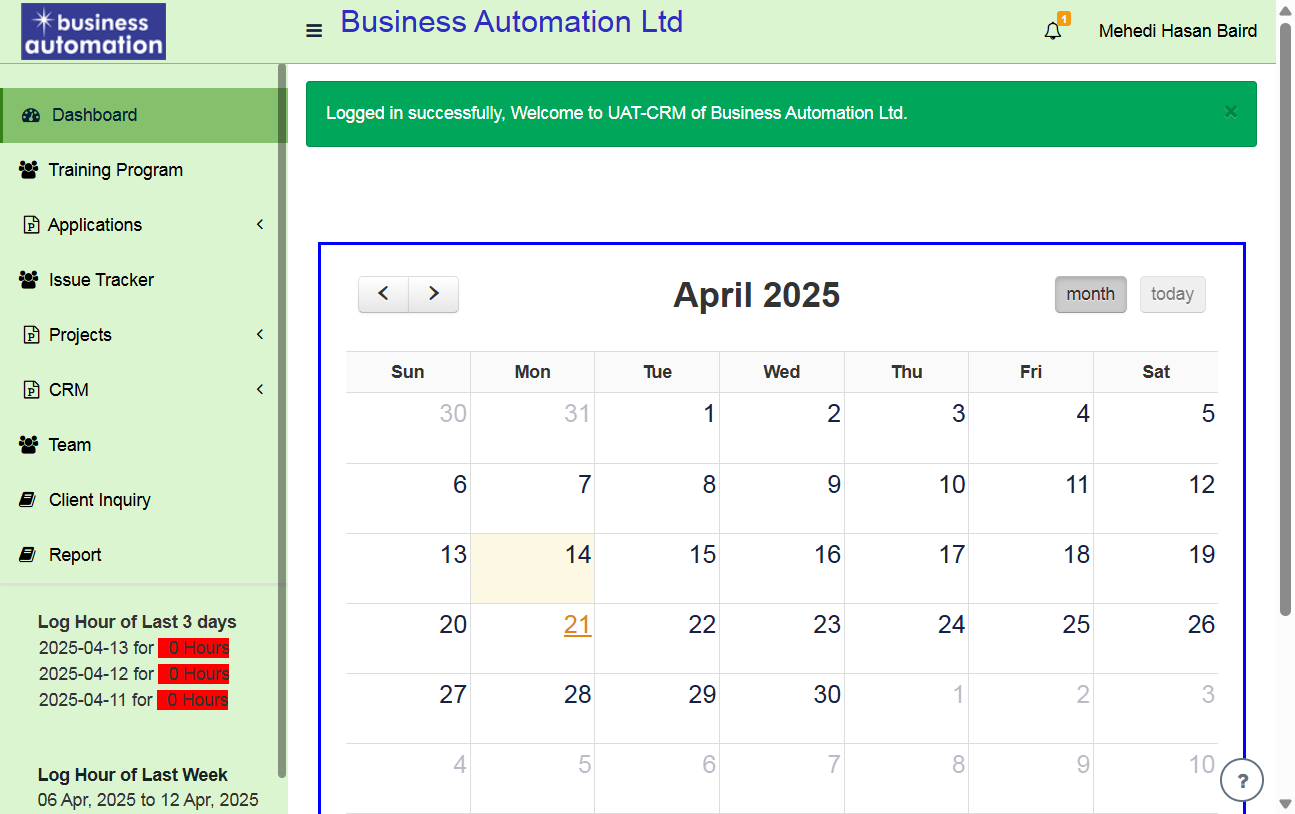 business
automation
Business Automation Ltd
1
Mehedi Hasan Baird
Dashboard
Training Program
Applications
Issue Tracker
Projects
CRM
Team
Client Inquiry
Report
Log Hour of Last 3 days
2025-04-13 for 0 Hours
2025-04-12 for 0 Hours
2025-04-11 for 0 Hours
Log Hour of Last Week
06 Apr, 2025 to 12 Apr, 2025
Logged in successfully, Welcome to UAT-CRM of Business Automation Ltd.
×
April 2025
month
today
Sun Mon Tue Wed Thu Fri Sat
30 31 1 2 3 4 5
6 7 8 9 10 11 12
13 14 15 16 17 18 19
20 21 22 23 24 25 26
27 28 29 30 1 2 3
4 5 6 7 8 9 10
?